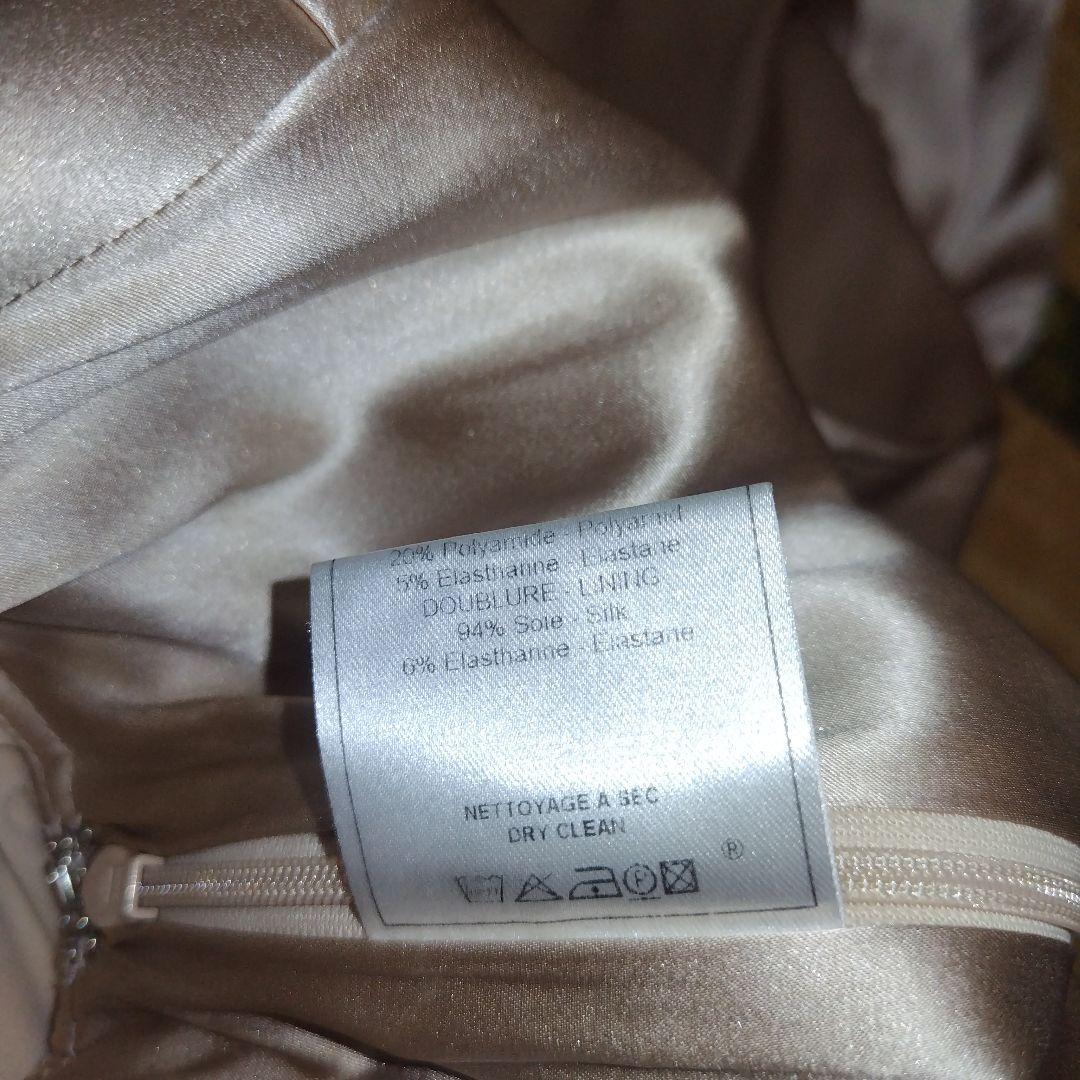 20% Polyamide - Polyamid
5% Elasthanne - Elastane
DOUBLURE - LINING
94% Soie - Silk
6% Elasthanne - Elastane
NETTOYAGE A SEC
DRY CLEAN
®
P